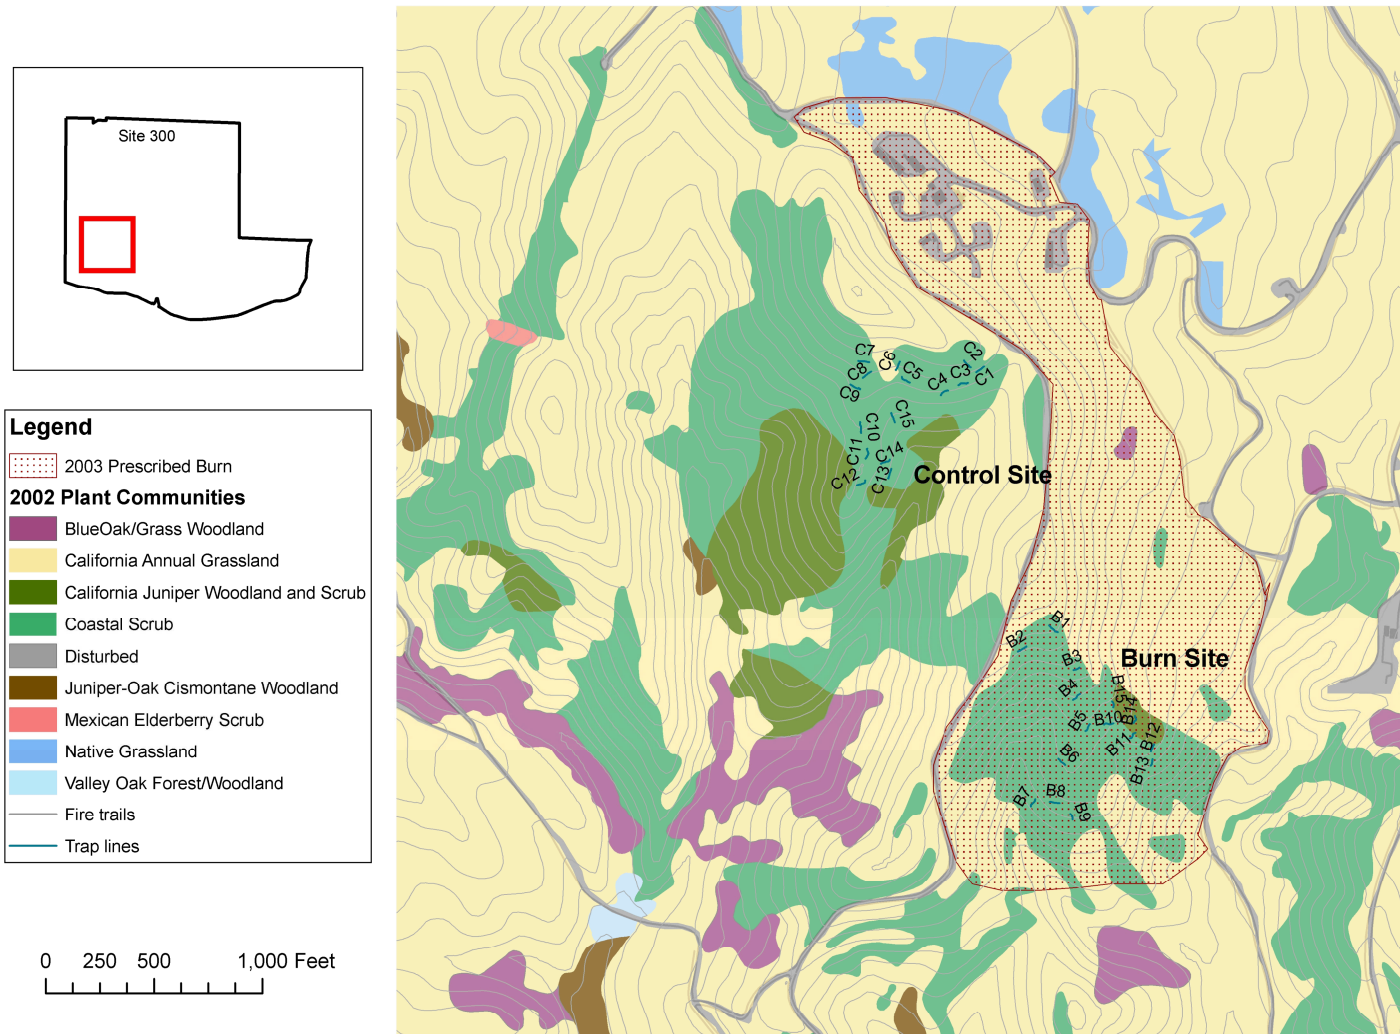 Site 300
Legend
2003 Prescribed Burn
2002 Plant Communities
BlueOak/Grass Woodland
California Annual Grassland
California Juniper Woodland and Scrub
Coastal Scrub
Disturbed
Juniper-Oak Cismontane Woodland
Mexican Elderberry Scrub
Native Grassland
Valley Oak Forest/Woodland
Fire trails
Trap lines
0 250 500 1,000 Feet
C7
C6
C2
C8
C5
C4
C3
C1
C9
C10
C15
C11
C14
C12
C13
Control Site
B1
B2
B3
Burn Site
B4
B15
B14
B5
B10
B11
B12
B6
B13
B7
B8
B9